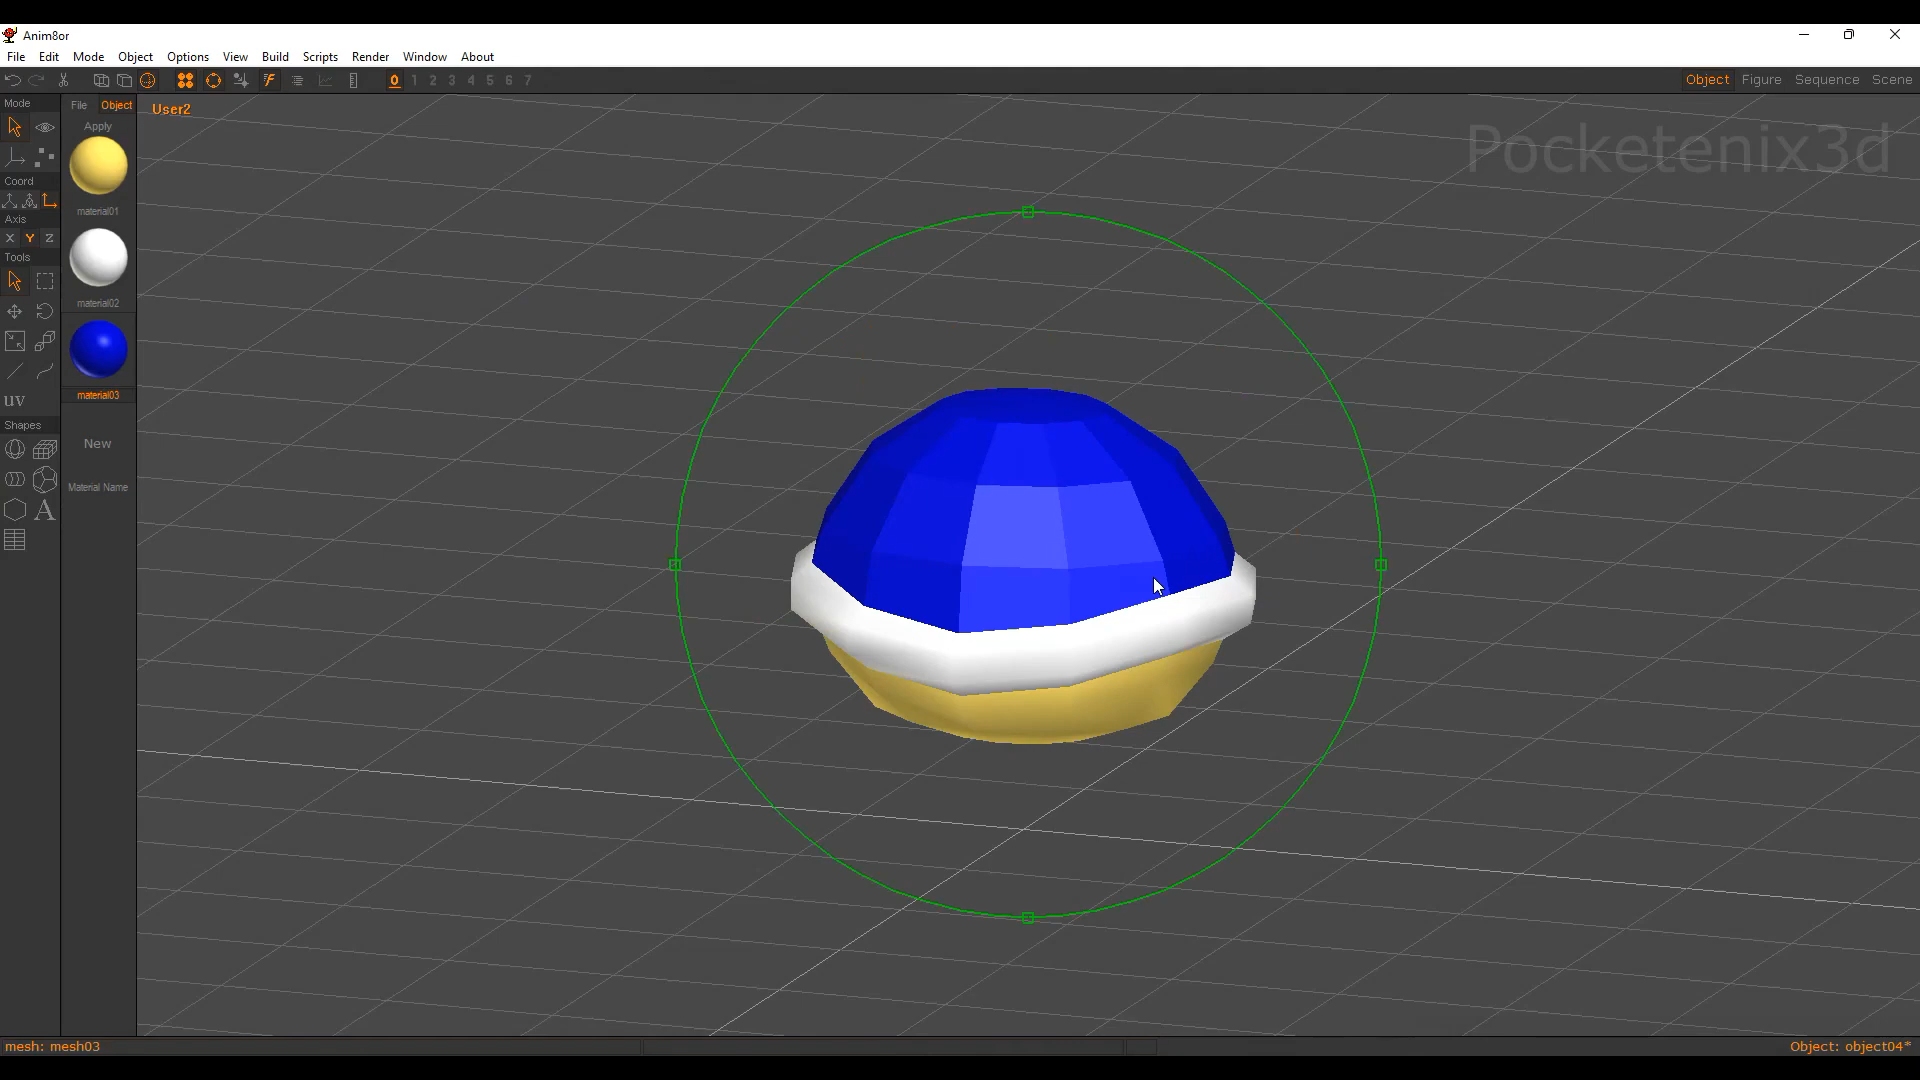 Anim8or
File Edit Mode Object Options View Build Scripts Render Window About
0 1 2 3 4 5 6 7
Object Figure Sequence Scene
Mode
File Object
User2
Apply
Pocketenix3d
Coord
material01
Axis
X Y Z
Tools
material02
material03
uv
Shapes
New
Material Name
A
mesh: mesh03
Object: object04*